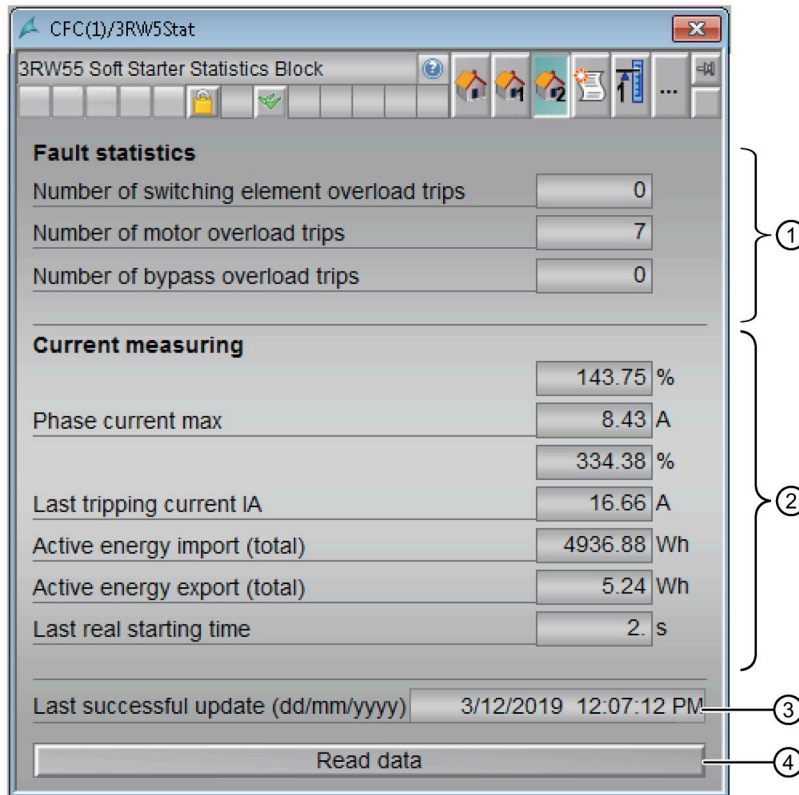 CFC(1)/3RW5Stat
3RW55 Soft Starter Statistics Block
1 2 ...
Fault statistics
Number of switching element overload trips 0
Number of motor overload trips 7
Number of bypass overload trips 0
①
Current measuring
143.75 %
Phase current max 8.43 A
334.38 %
②
Last tripping current IA 16.66 A
Active energy import (total) 4936.88 Wh
Active energy export (total) 5.24 Wh
Last real starting time 2. s
Last successful update (dd/mm/yyyy) 3/12/2019 12:07:12 PM ③
Read data ④